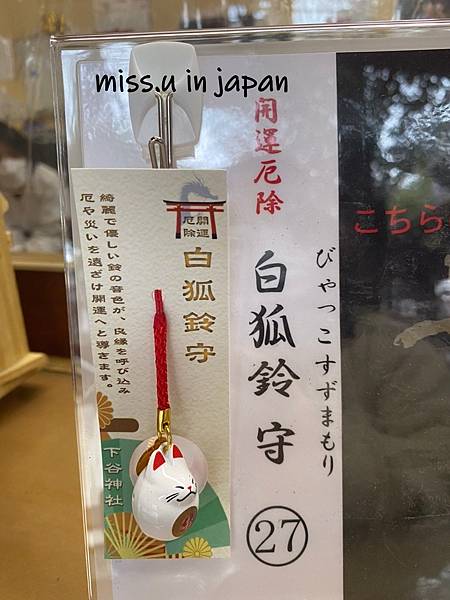 miss.u in japan
開運厄除
白狐鈴守
びゃっこすずまもり
㉗
こちら
開運
厄除
白狐鈴守
綺麗で優しい鈴の音色が、良縁を呼び込み
厄や災いを遠ざけ開運へと導きます。
下谷神社